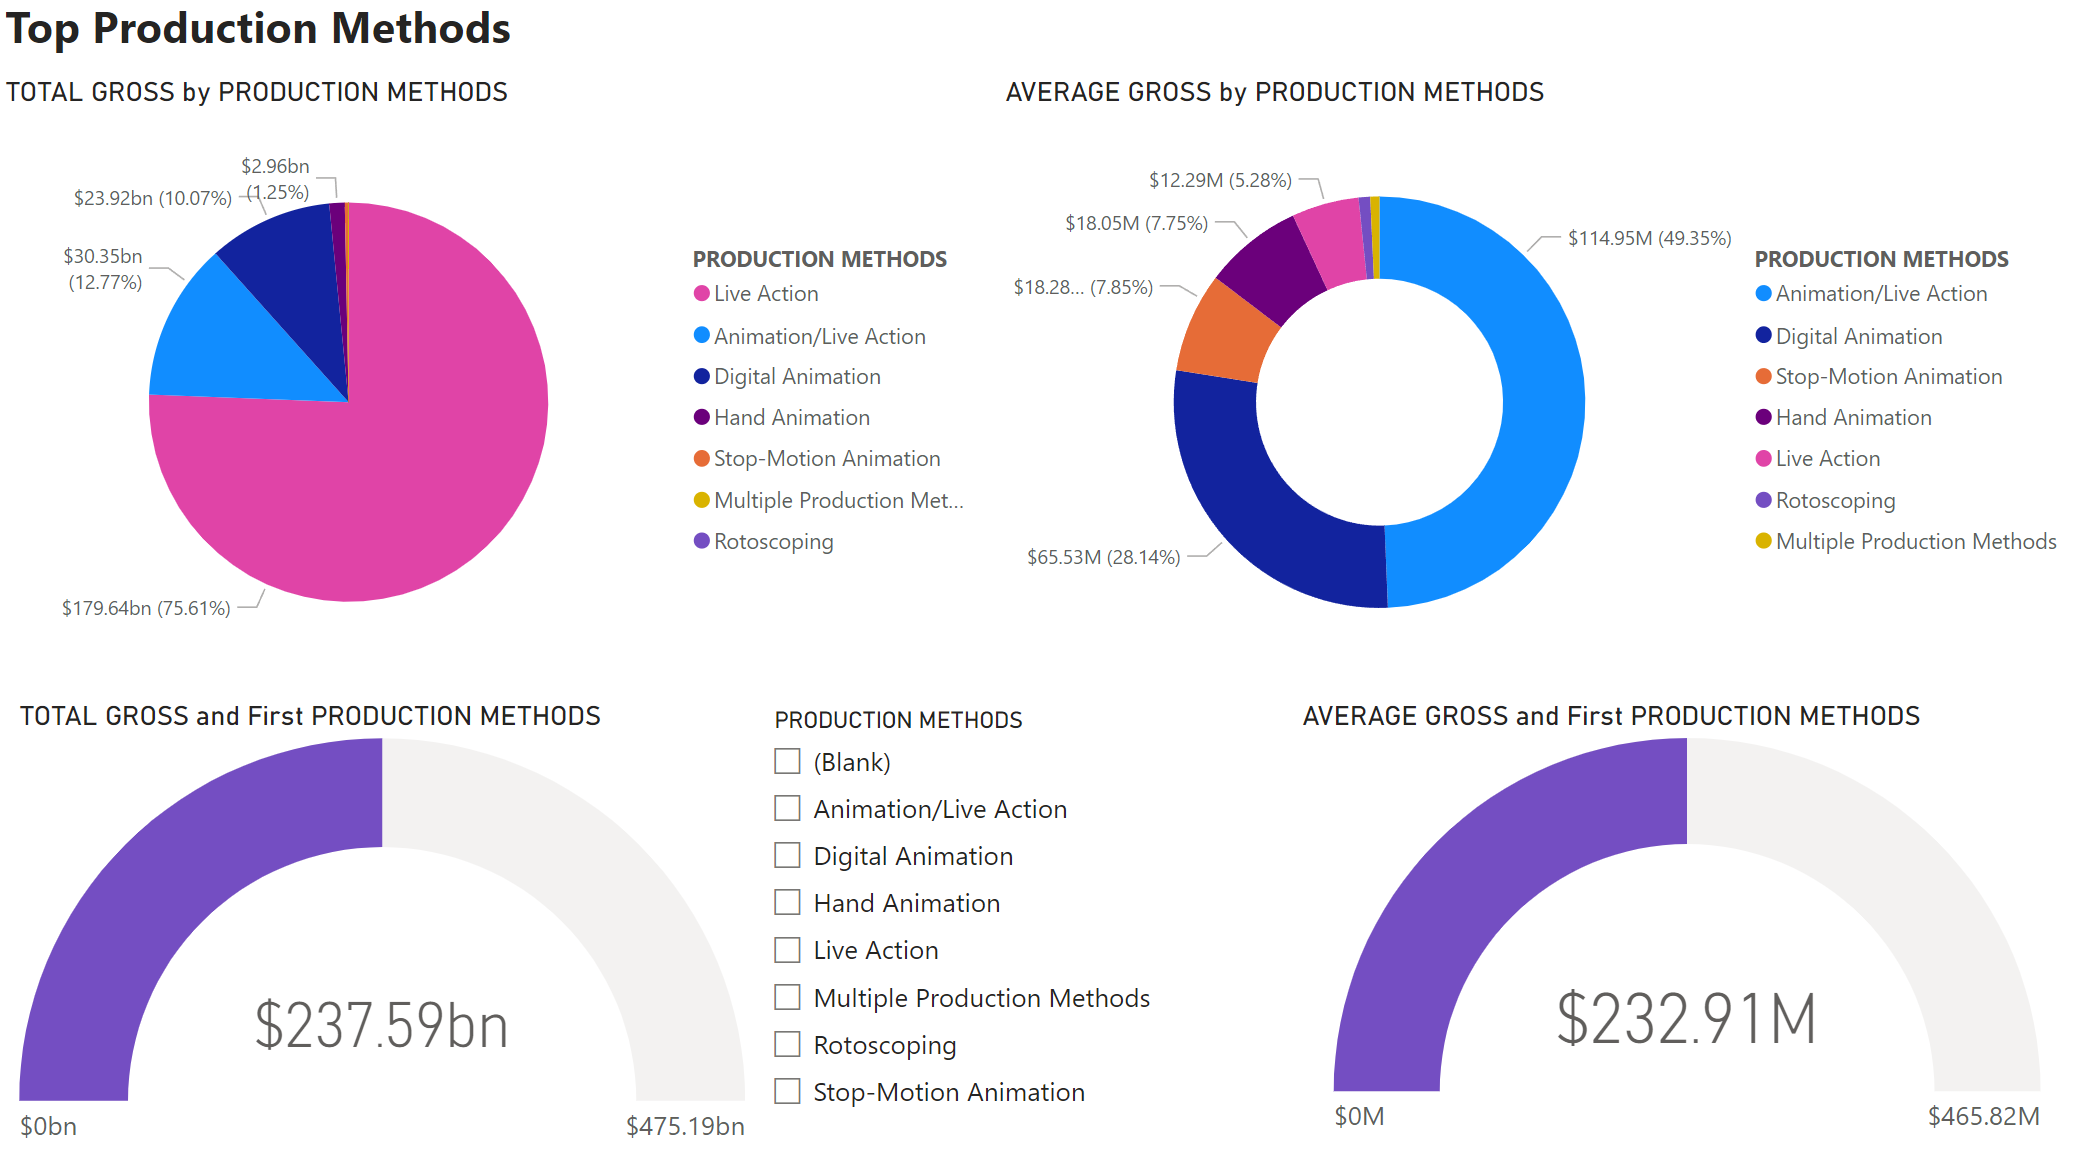 Top Production Methods
TOTAL GROSS by PRODUCTION METHODS
$2.96bn
(1.25%)
$23.92bn (10.07%)
$30.35bn
(12.77%)
$179.64bn (75.61%)
PRODUCTION METHODS
Live Action
Animation/Live Action
Digital Animation
Hand Animation
Stop-Motion Animation
Multiple Production Met...
Rotoscoping
AVERAGE GROSS by PRODUCTION METHODS
$12.29M (5.28%)
$18.05M (7.75%)
$18.28... (7.85%)
$65.53M (28.14%)
$114.95M (49.35%)
PRODUCTION METHODS
Animation/Live Action
Digital Animation
Stop-Motion Animation
Hand Animation
Live Action
Rotoscoping
Multiple Production Methods
TOTAL GROSS and First PRODUCTION METHODS
$237.59bn
$0bn
$475.19bn
PRODUCTION METHODS
(Blank)
Animation/Live Action
Digital Animation
Hand Animation
Live Action
Multiple Production Methods
Rotoscoping
Stop-Motion Animation
AVERAGE GROSS and First PRODUCTION METHODS
$232.91M
$0M
$465.82M